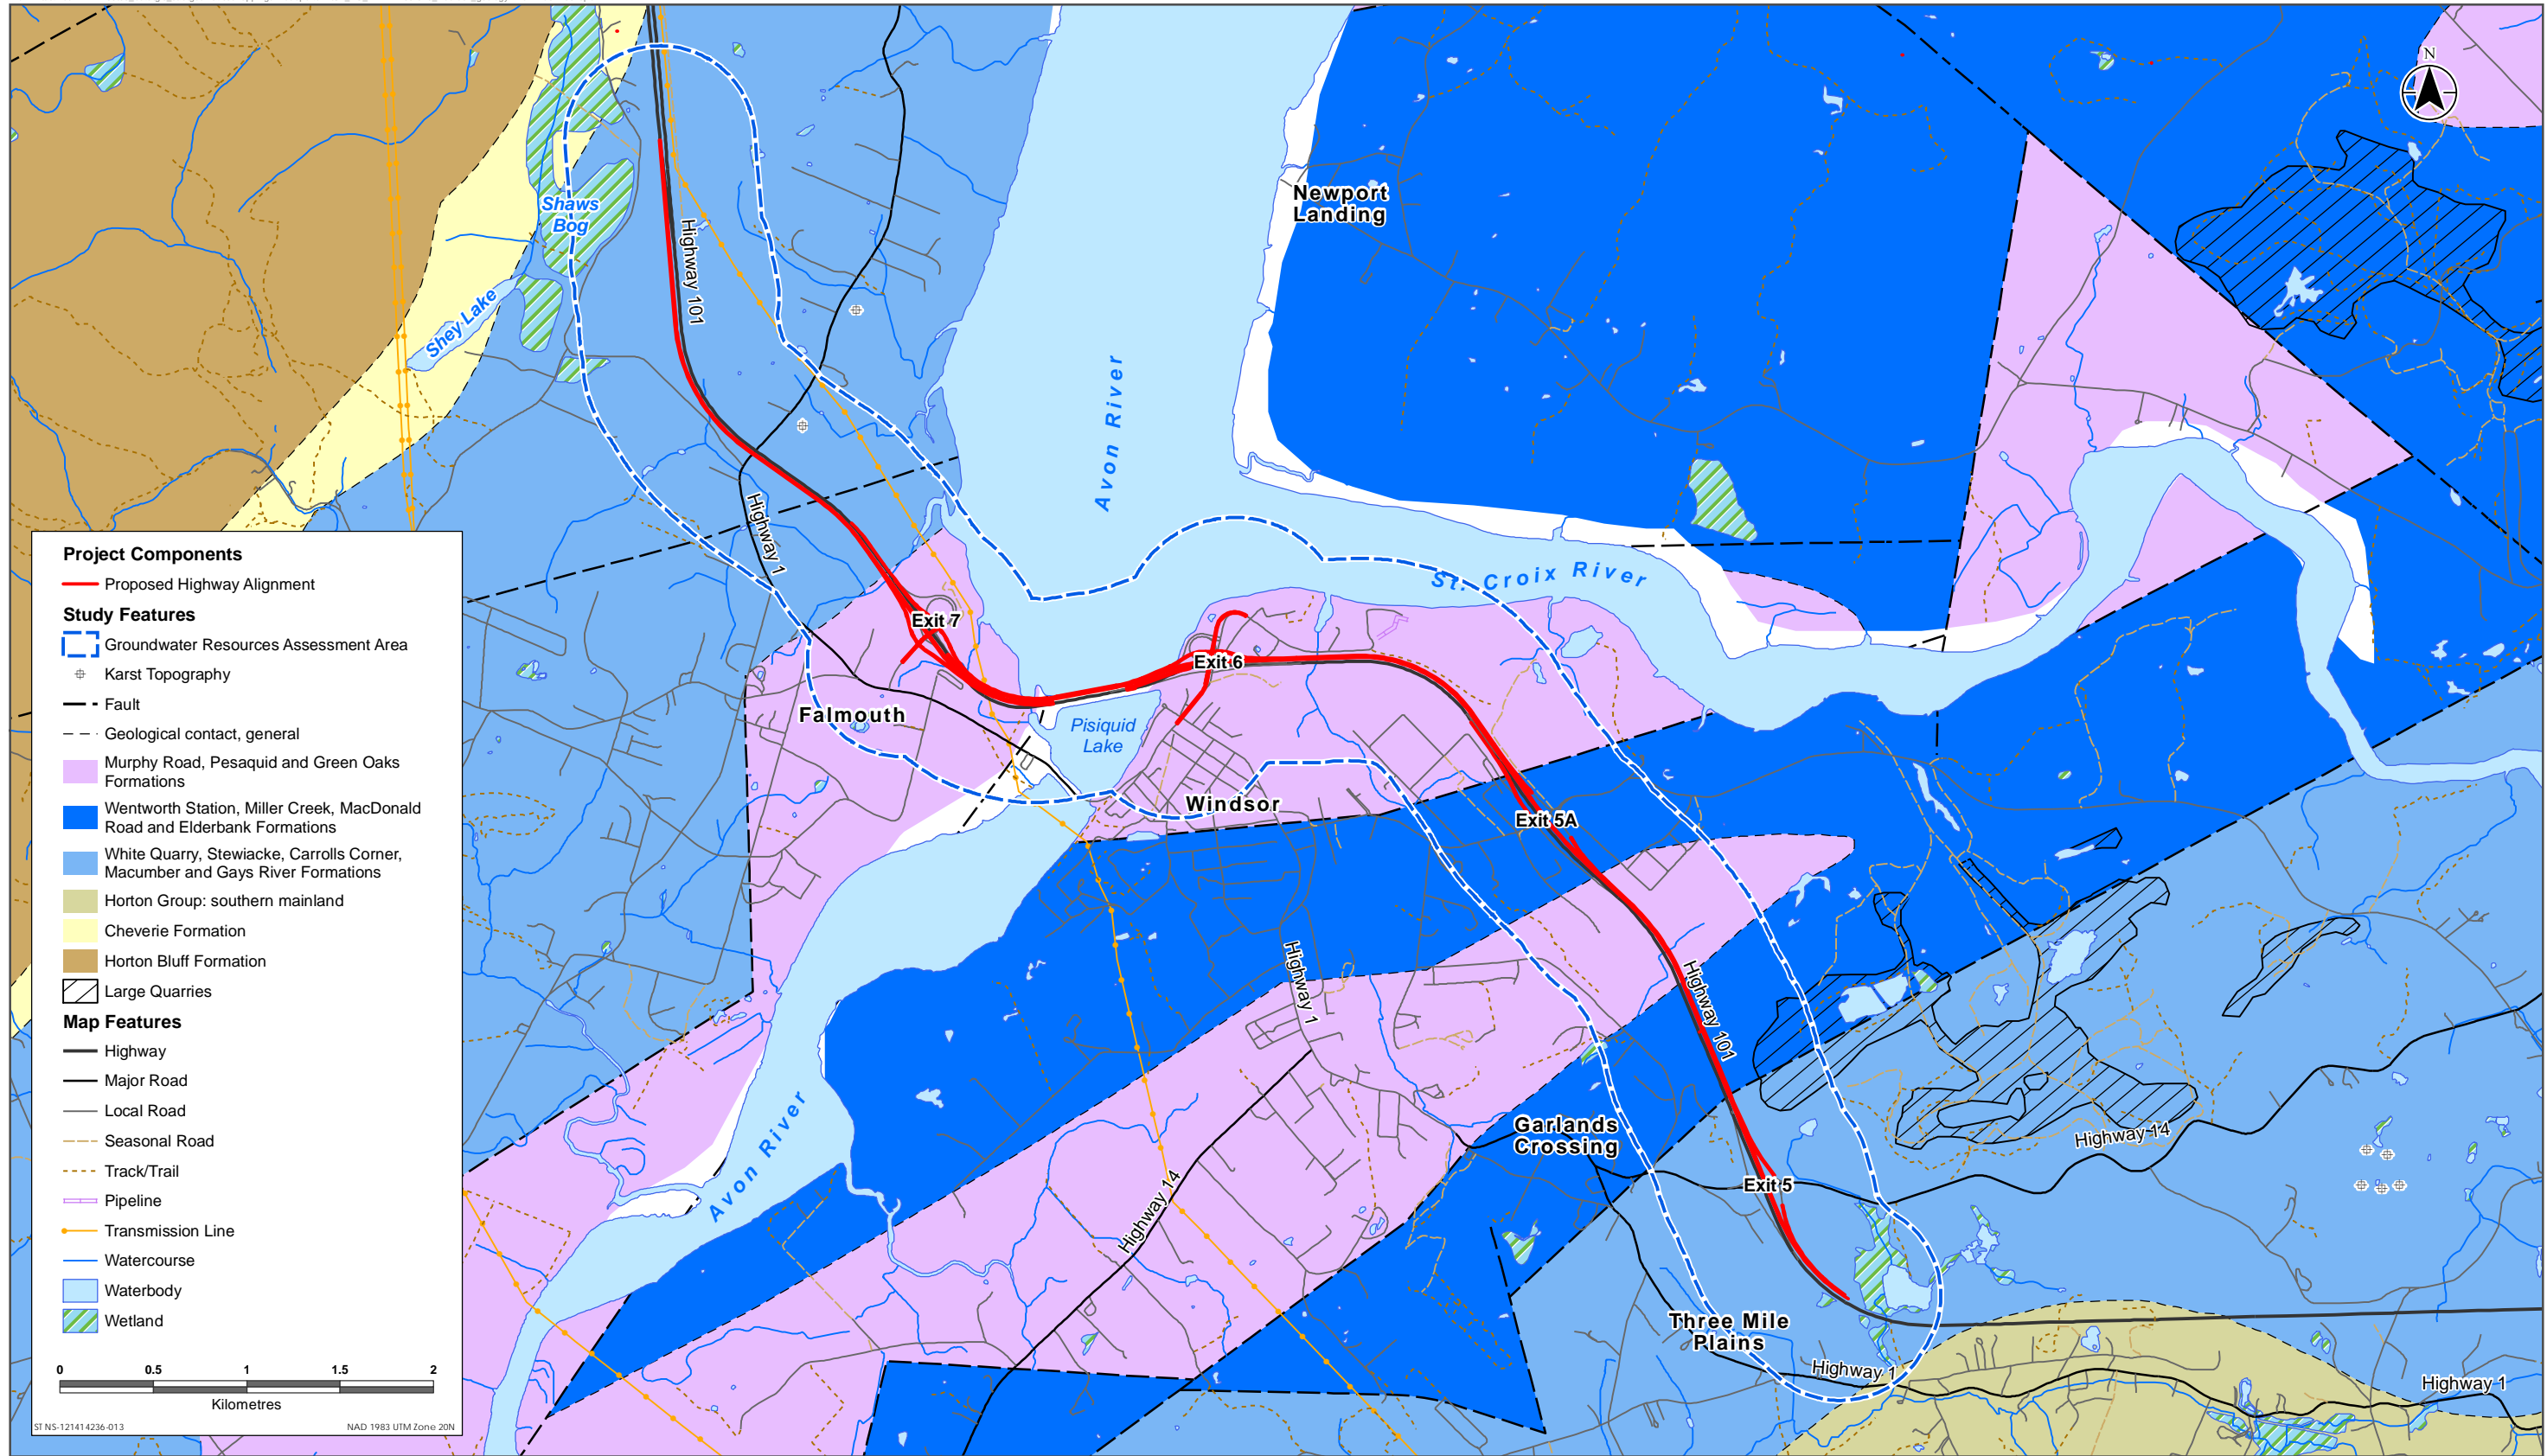 N
Newport
Landing
Shaws
Bog
Highway 101
Shey Lake
Avon River
Highway 1
St. Croix River
Exit 7
Exit 6
Falmouth
Pisiquid
Lake
Windsor
Exit 5A
Highway 1
Highway 101
Avon River
Garlands
Crossing
Highway 14
Highway 14
Exit 5
Three Mile
Plains
Highway 1
Highway 1
Project Components
Proposed Highway Alignment
Study Features
Groundwater Resources Assessment Area
Karst Topography
Fault
Geological contact, general
Murphy Road, Pesaquid and Green Oaks
Formations
Wentworth Station, Miller Creek, MacDonald
Road and Elderbank Formations
White Quarry, Stewiacke, Carrolls Corner,
Macumber and Gays River Formations
Horton Group: southern mainland
Cheverie Formation
Horton Bluff Formation
Large Quarries
Map Features
Highway
Major Road
Local Road
Seasonal Road
Track/Trail
Pipeline
Transmission Line
Watercourse
Waterbody
Wetland
0 0.5 1 1.5 2
Kilometres
ST NS-121414236-013 NAD 1983 UTM Zone 20N